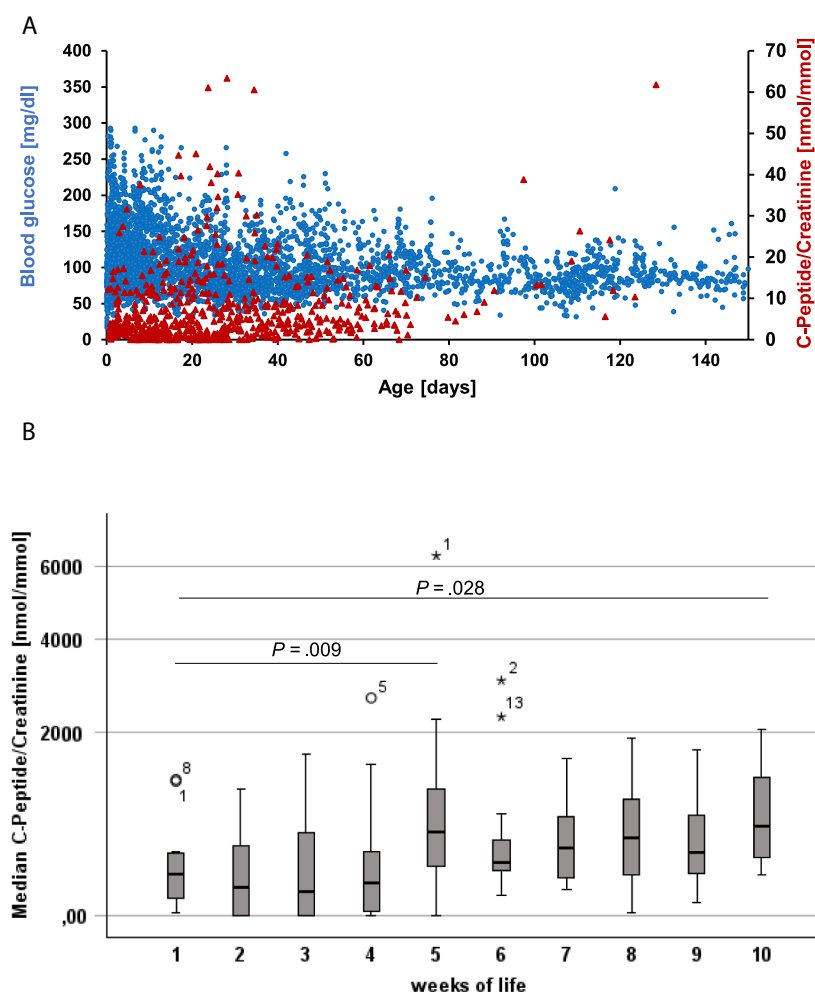 A
Blood glucose [mg/dl]
400
350
300
250
200
150
100
50
0
C-Peptide/Creatinine [nmol/mmol]
70
60
50
40
30
20
10
0
0 20 40 60 80 100 120 140
Age [days]
B
Median C-Peptide/Creatinine [nmol/mmol]
6000
4000
2000
,00
P = .028
P = .009
8
1
5
1
2
13
1 2 3 4 5 6 7 8 9 10
weeks of life